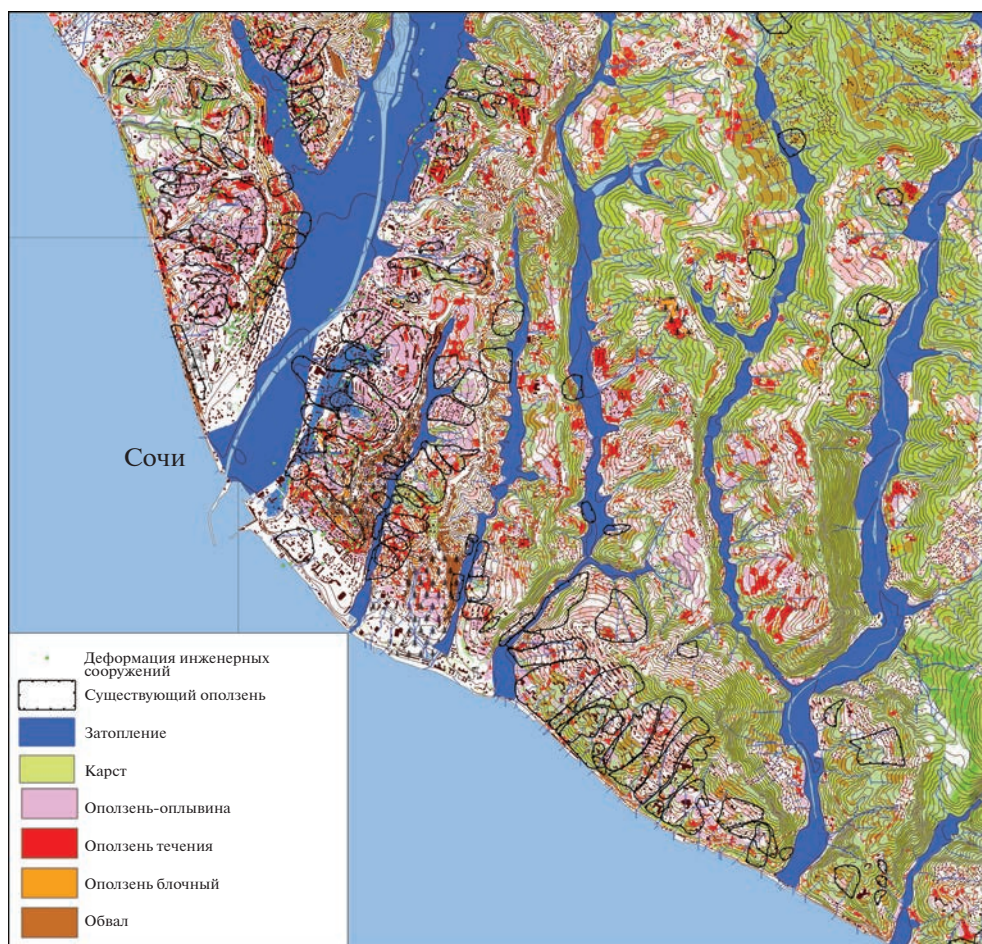 Сочи
Деформация инженерных
сооружений
Существующий оползень
Затопление
Карст
Оползень-оплывина
Оползень течения
Оползень блочный
Обвал